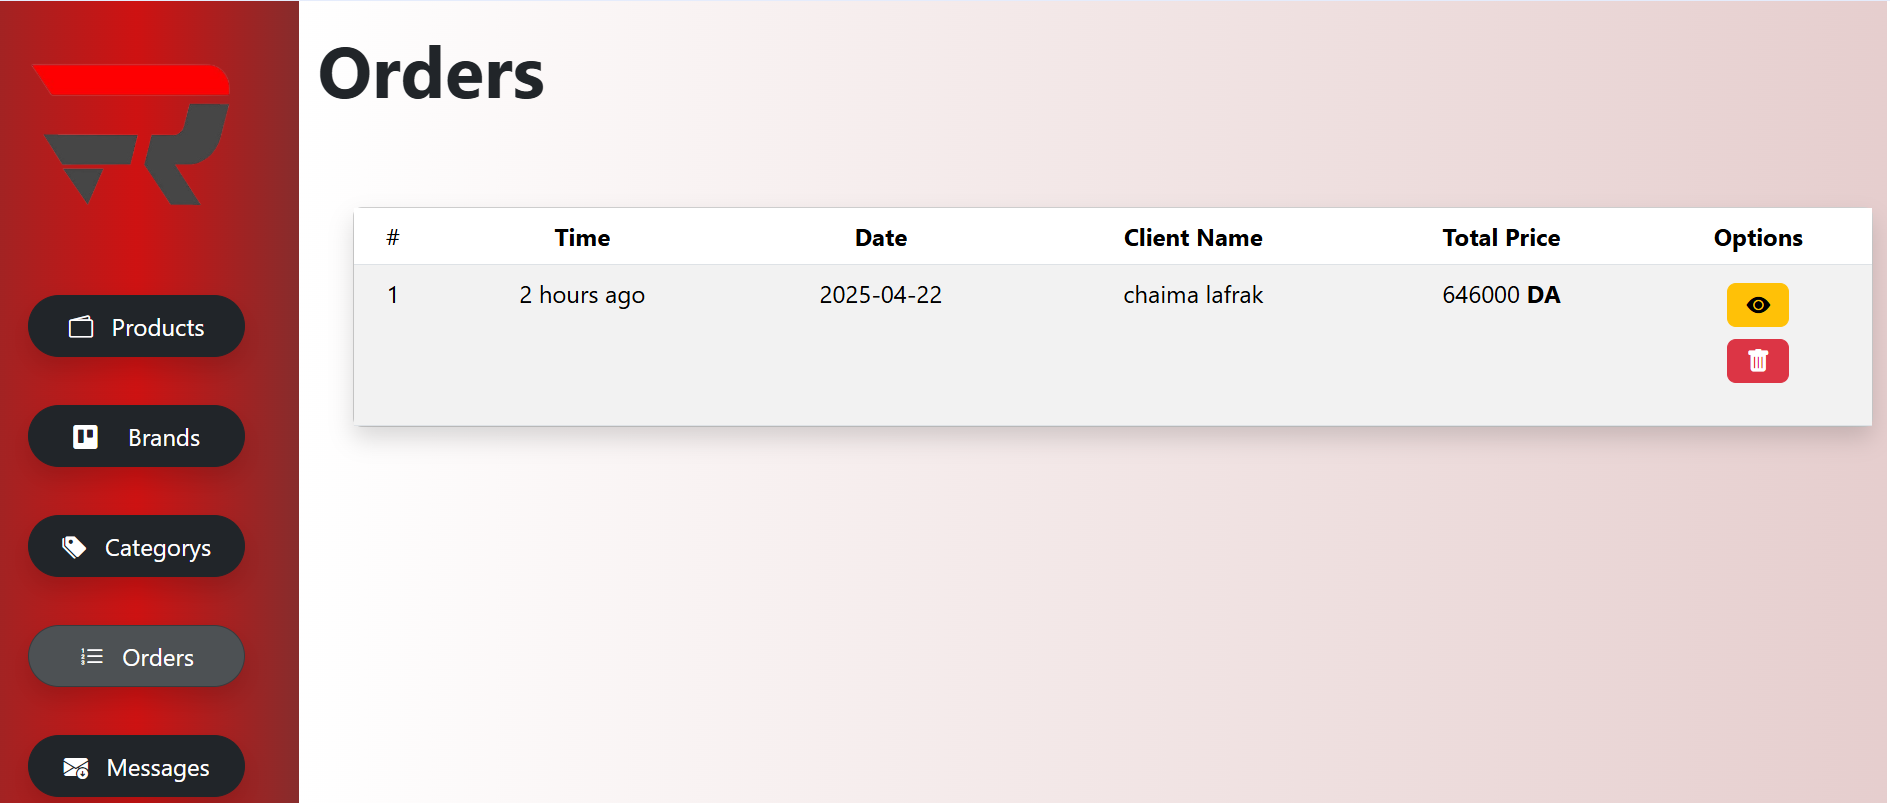 Orders
# Time Date Client Name Total Price Options
1 2 hours ago 2025-04-22 chaima lafrak 646000 DA
Products
Brands
Categorys
Orders
Messages